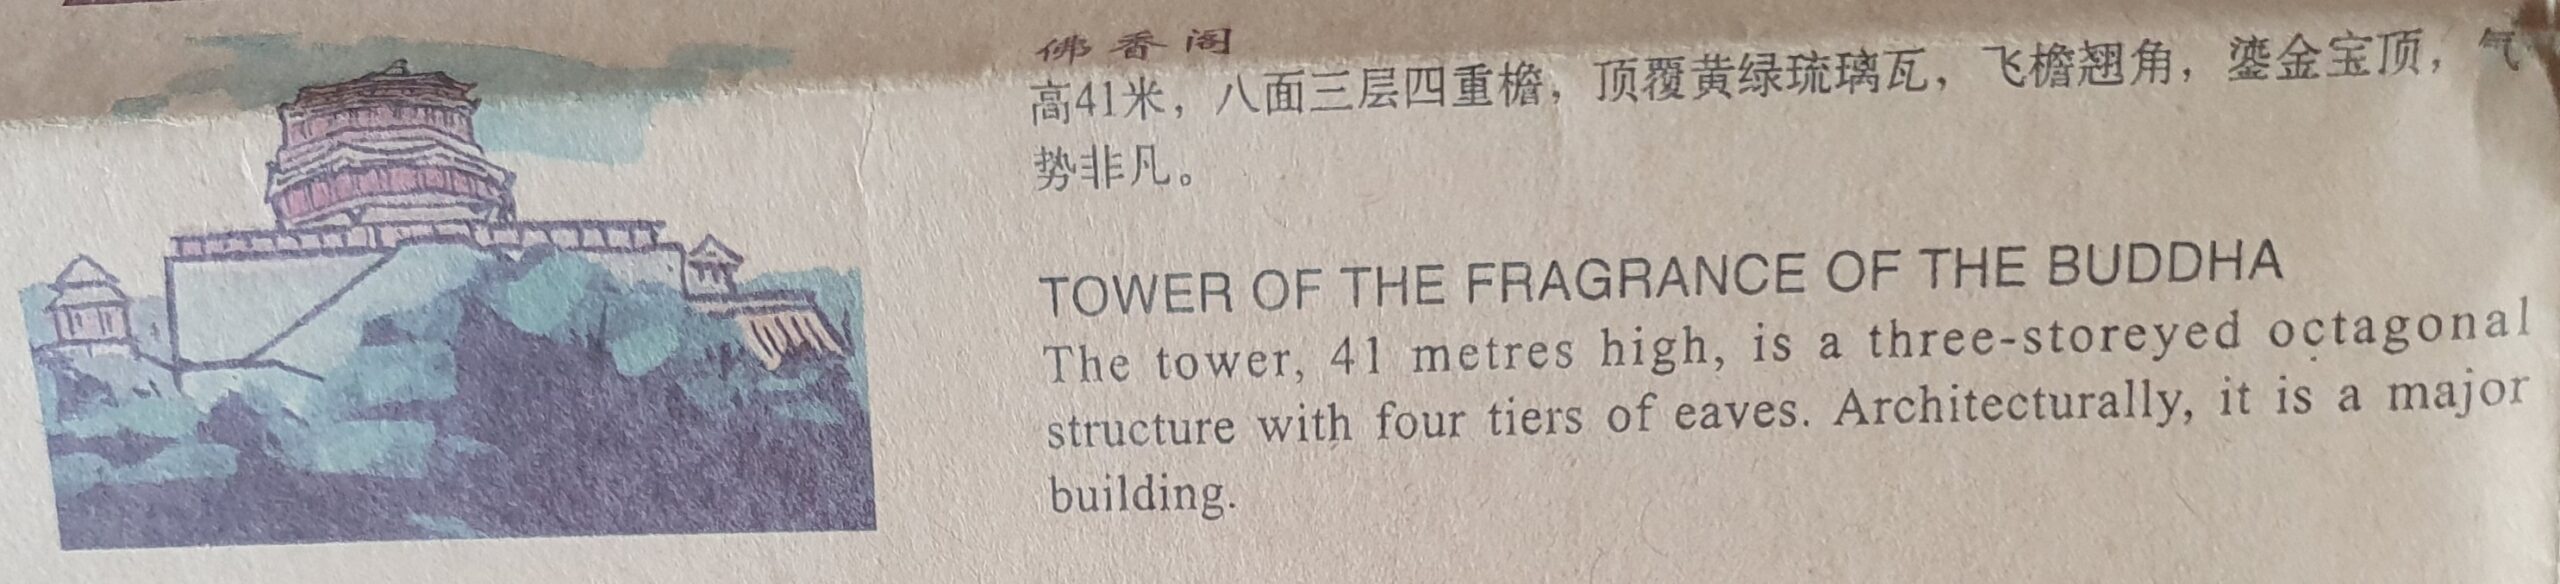 佛香阁
高41米，八面三层四重檐，顶覆黄绿琉璃瓦，飞檐翘角，鎏金宝顶，气
势非凡。
TOWER OF THE FRAGRANCE OF THE BUDDHA
The tower, 41 metres high, is a three-storeyed octagonal
structure with four tiers of eaves. Architecturally, it is a major
building.